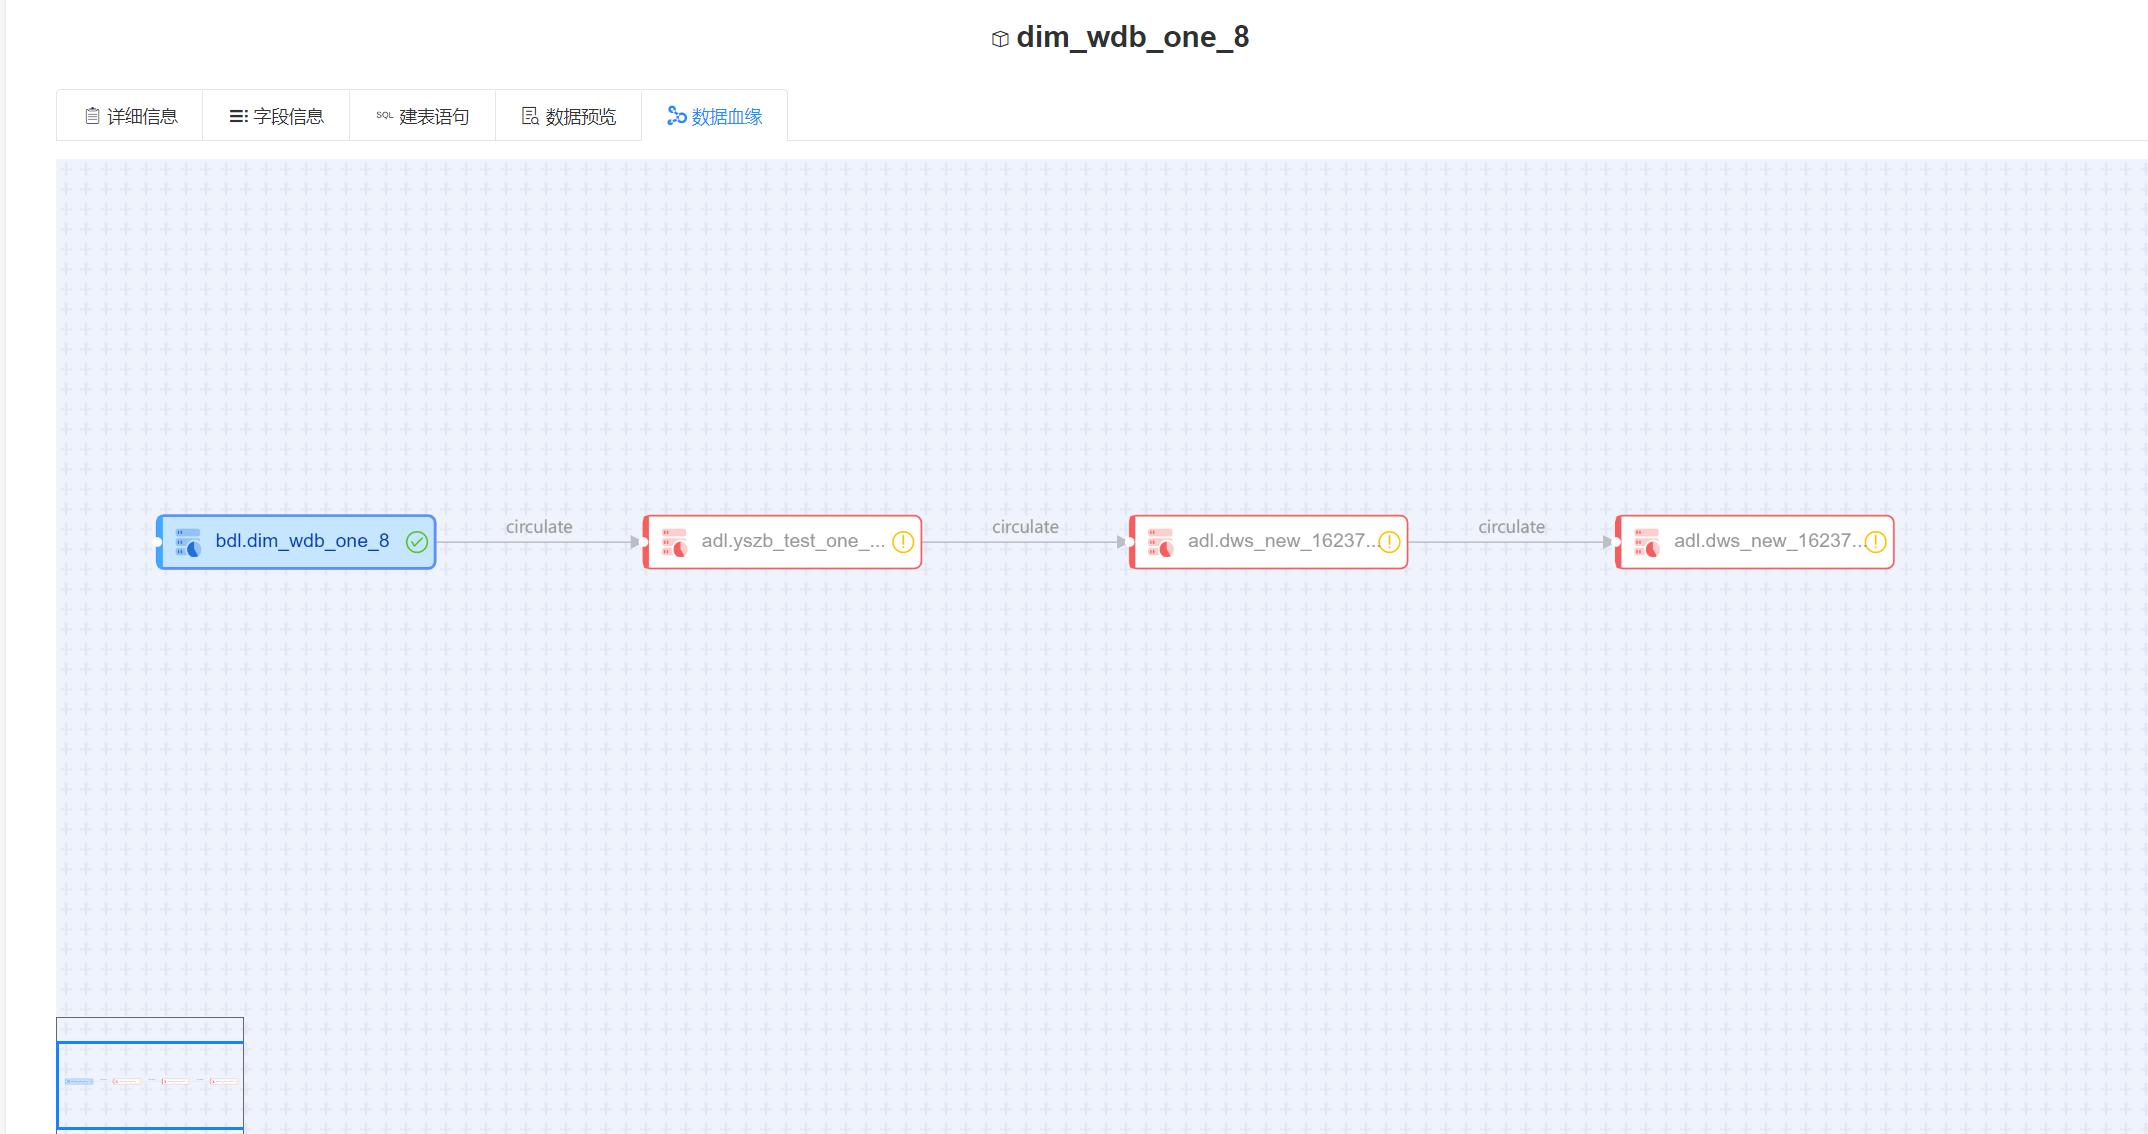 dim_wdb_one_8
详细信息
字段信息
SQL 建表语句
数据预览
数据血缘
bdl.dim_wdb_one_8
circulate
adl.yszb_test_one_...
circulate
adl.dws_new_16237...
circulate
adl.dws_new_16237...